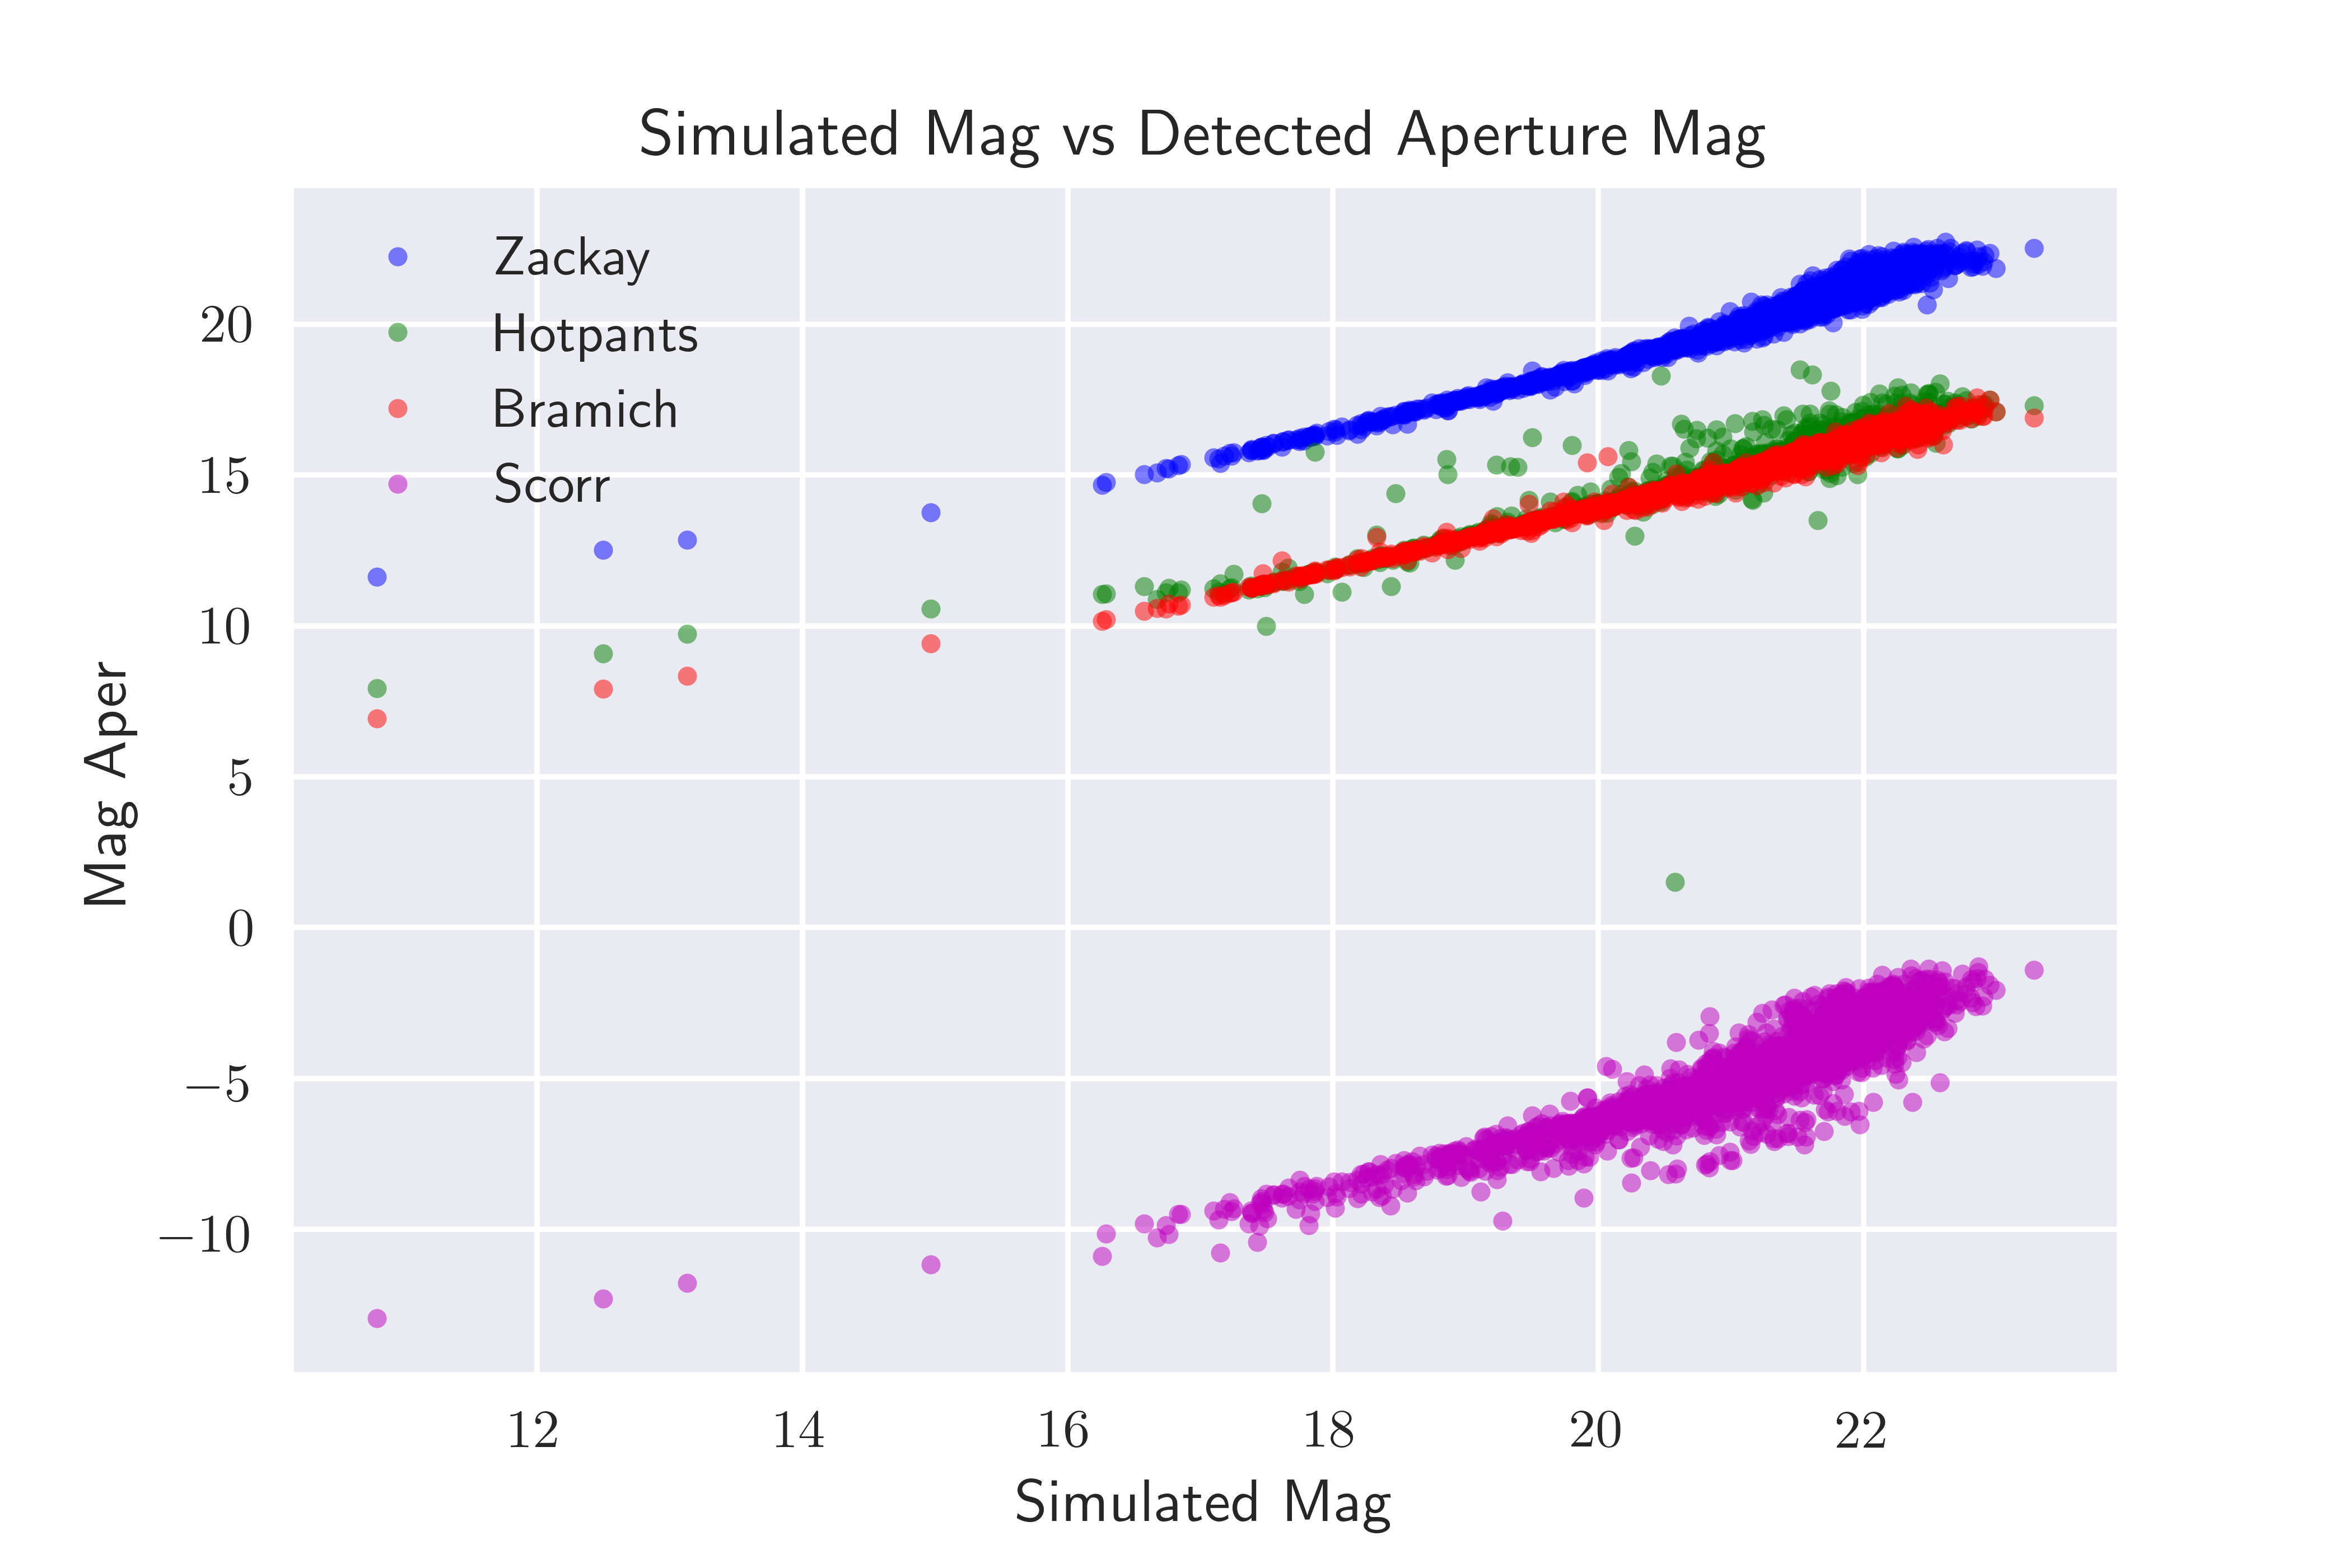 Simulated Mag vs Detected Aperture Mag
Zackay
Hotpants
Bramich
Scorr
20
15
10
5
0
−5
−10
Mag Aper
12 14 16 18 20 22
Simulated Mag